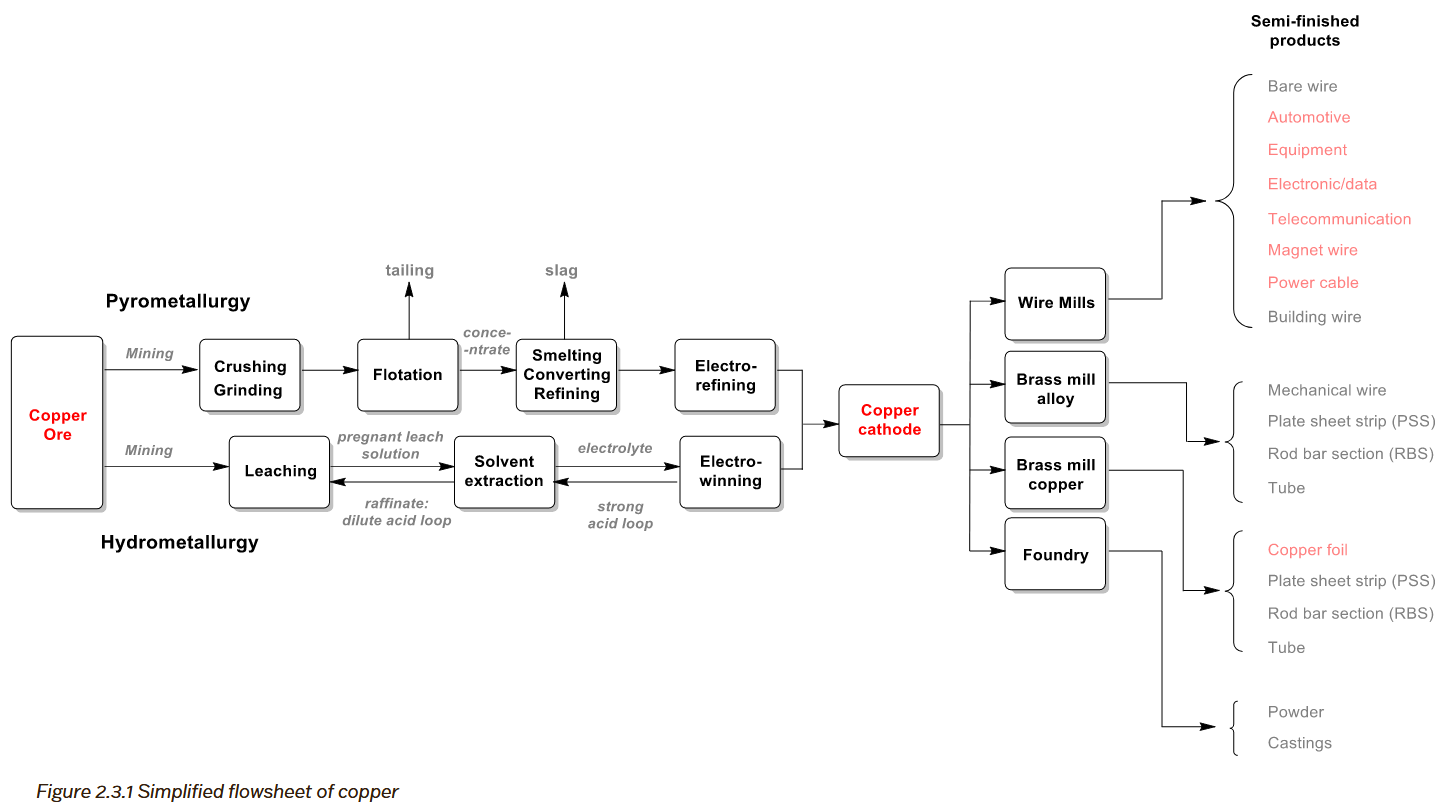 Semi-finished
products
Bare wire
Automotive
Equipment
Electronic/data
Telecommunication
Magnet wire
Power cable
Building wire
tailing
slag
Pyrometallurgy
Mining
conce-
-ntrate
Crushing
Grinding
Flotation
Smelting
Converting
Refining
Electro-
refining
Copper
Ore
Mining
Leaching
pregnant leach
solution
raffinate:
dilute acid loop
Solvent
extraction
electrolyte
strong
acid loop
Electro-
winning
Hydrometallurgy
Copper
cathode
Wire Mills
Brass mill
alloy
Brass mill
copper
Foundry
Mechanical wire
Plate sheet strip (PSS)
Rod bar section (RBS)
Tube
Copper foil
Plate sheet strip (PSS)
Rod bar section (RBS)
Tube
Powder
Castings
Figure 2.3.1 Simplified flowsheet of copper